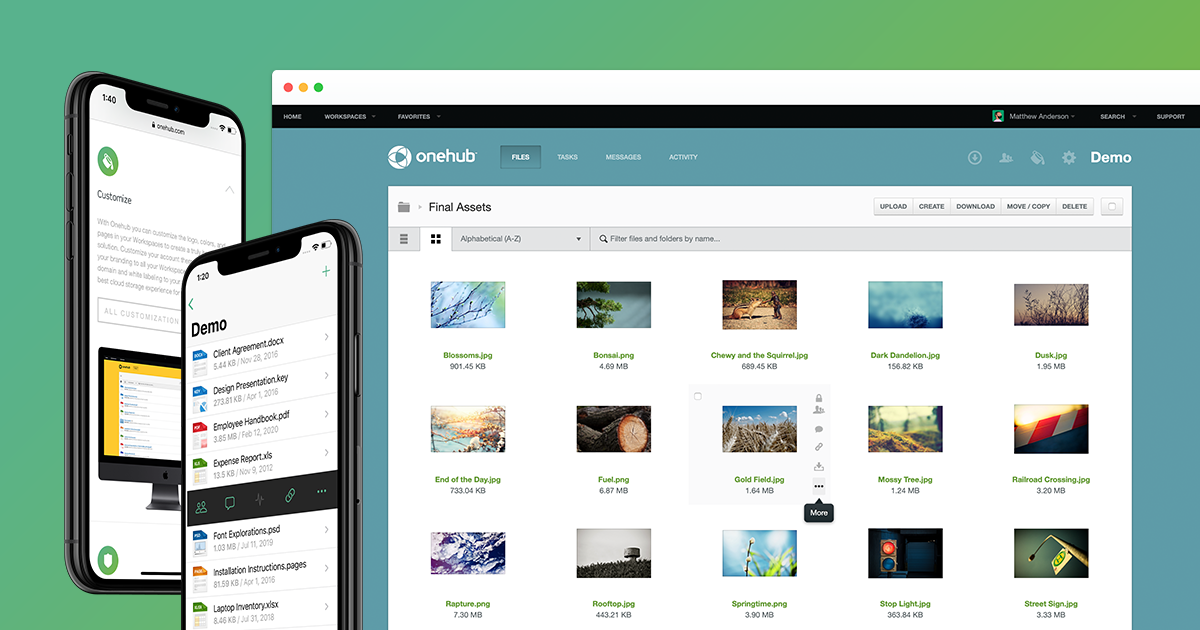 1:40
onehub.com
Customize
With Onehub you can customize the logo, colors, and
pages in your Workspaces to create a truly
solution. Customize your account the
your branding to all your Workspac
domain and white labeling to your
best cloud storage experience for
ALL CUSTOMIZATION
1:20
Demo
Client Agreement.docx
5.44 KB / Nov 28, 2016
Design Presentation.key
273.81 KB / Apr 1, 2016
Employee Handbook.pdf
3.85 MB / Feb 12, 2020
Expense Report.xls
13.5 KB / Nov 9, 2012
Font Explorations.psd
1.03 MB / Jul 11, 2019
Installation Instructions.pages
81.59 KB / Apr 1, 2016
Laptop Inventory.xlsx
8.46 KB / Jul 31, 2018
HOME WORKSPACES FAVORITES Matthew Anderson SEARCH SUPPORT
onehub FILES TASKS MESSAGES ACTIVITY Demo
Final Assets UPLOAD CREATE DOWNLOAD MOVE / COPY DELETE
Alphabetical (A-Z) Filter files and folders by name...
Blossoms.jpg Bonsai.png Chewy and the Squirrel.jpg Dark Dandelion.jpg Dusk.jpg
901.45 KB 4.69 MB 689.45 KB 156.82 KB 1.95 MB
End of the Day.jpg Fuel.png Gold Field.jpg Mossy Tree.jpg Railroad Crossing.jpg
733.04 KB 6.87 MB 1.64 MB 1.24 MB 3.20 MB
More
Rapture.png Rooftop.jpg Springtime.png Stop Light.jpg Street Sign.jpg
7.30 MB 443.21 KB 3.90 MB 363.84 KB 3.33 MB